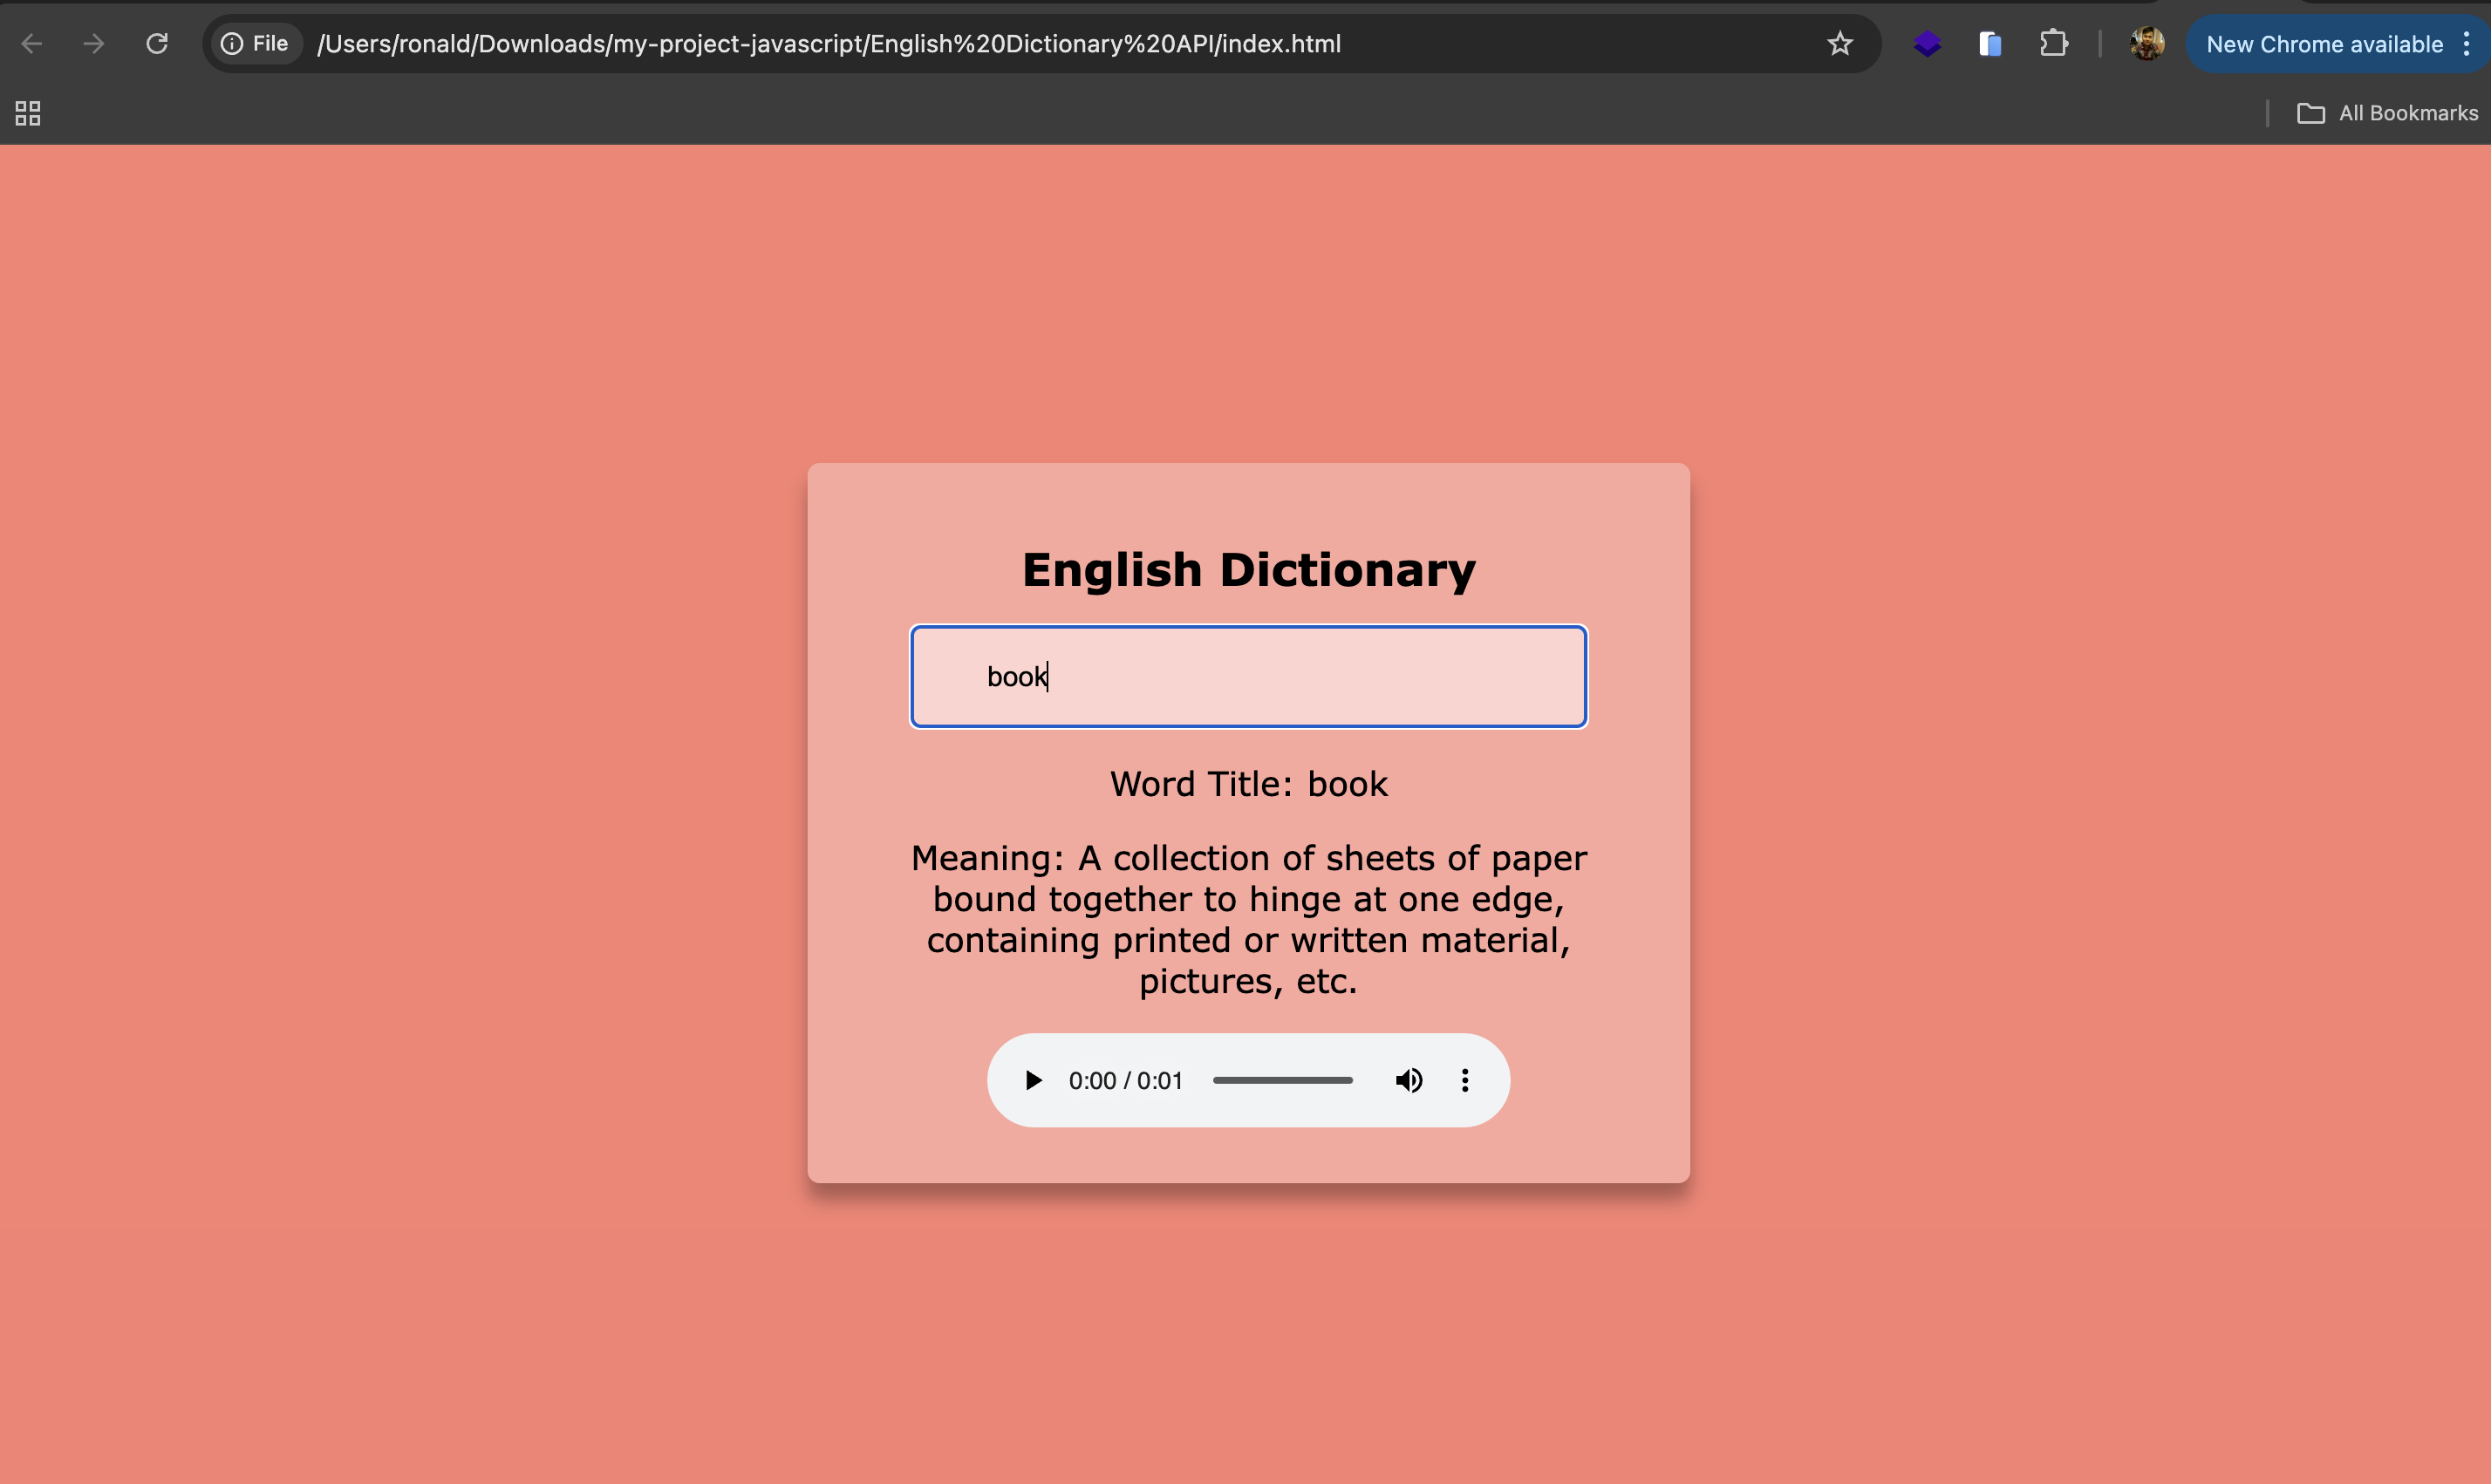 File /Users/ronald/Downloads/my-project-javascript/English%20Dictionary%20API/index.html New Chrome available
All Bookmarks
English Dictionary
book
Word Title: book
Meaning: A collection of sheets of paper
bound together to hinge at one edge,
containing printed or written material,
pictures, etc.
0:00 / 0:01